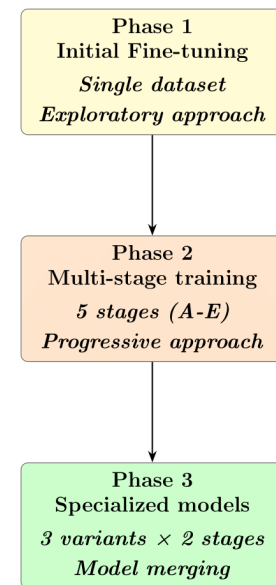 Phase 1
Initial Fine-tuning
Single dataset
Exploratory approach
Phase 2
Multi-stage training
5 stages (A-E)
Progressive approach
Phase 3
Specialized models
3 variants × 2 stages
Model merging